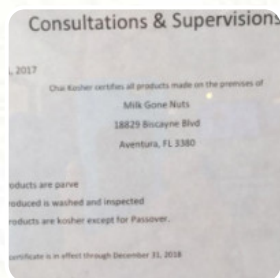 Consultations & Supervisions
, 2017
Chai Kosher certifies all products made on the premises of
Milk Gone Nuts
18829 Biscayne Blvd
Aventura, FL 3380
oducts are parve
roduced is washed and inspected
roducts are kosher except for Passover.
certificate is in effect through December 31, 2018